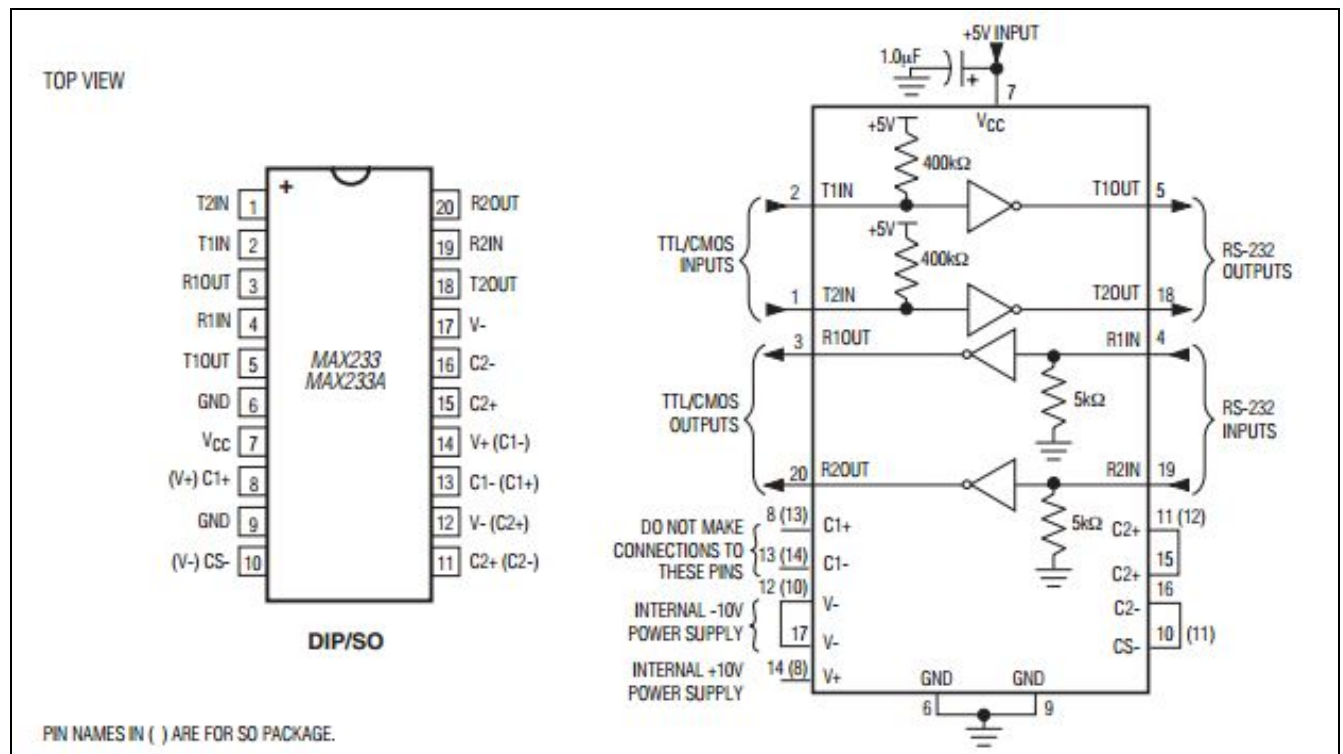 TOP VIEW
+
T2IN 1
T1IN 2
R1OUT 3
R1IN 4
T1OUT 5
GND 6
VCC 7
(V+) C1+ 8
GND 9
(V-) CS- 10
MAX233
MAX233A
20 R2OUT
19 R2IN
18 T2OUT
17 V-
16 C2-
15 C2+
14 V+ (C1-)
13 C1- (C1+)
12 V- (C2+)
11 C2+ (C2-)
DIP/SO
PIN NAMES IN ( ) ARE FOR SO PACKAGE.
+5V INPUT
1.0μF
+
7
VCC
+5V
400kΩ
2 T1IN
T1OUT 5
+5V
400kΩ
TTL/CMOS
INPUTS
RS-232
OUTPUTS
1 T2IN
T2OUT 18
3 R1OUT
R1IN 4
5kΩ
TTL/CMOS
OUTPUTS
RS-232
INPUTS
20 R2OUT
R2IN 19
5kΩ
DO NOT MAKE
CONNECTIONS TO
THESE PINS
8 (13) C1+
13 (14) C1-
INTERNAL -10V
POWER SUPPLY
12 (10) V-
17 V-
INTERNAL +10V
POWER SUPPLY
14 (8) V+
C2+ 11 (12)
C2+ 15
C2- 16
CS- 10 (11)
GND GND
6 9